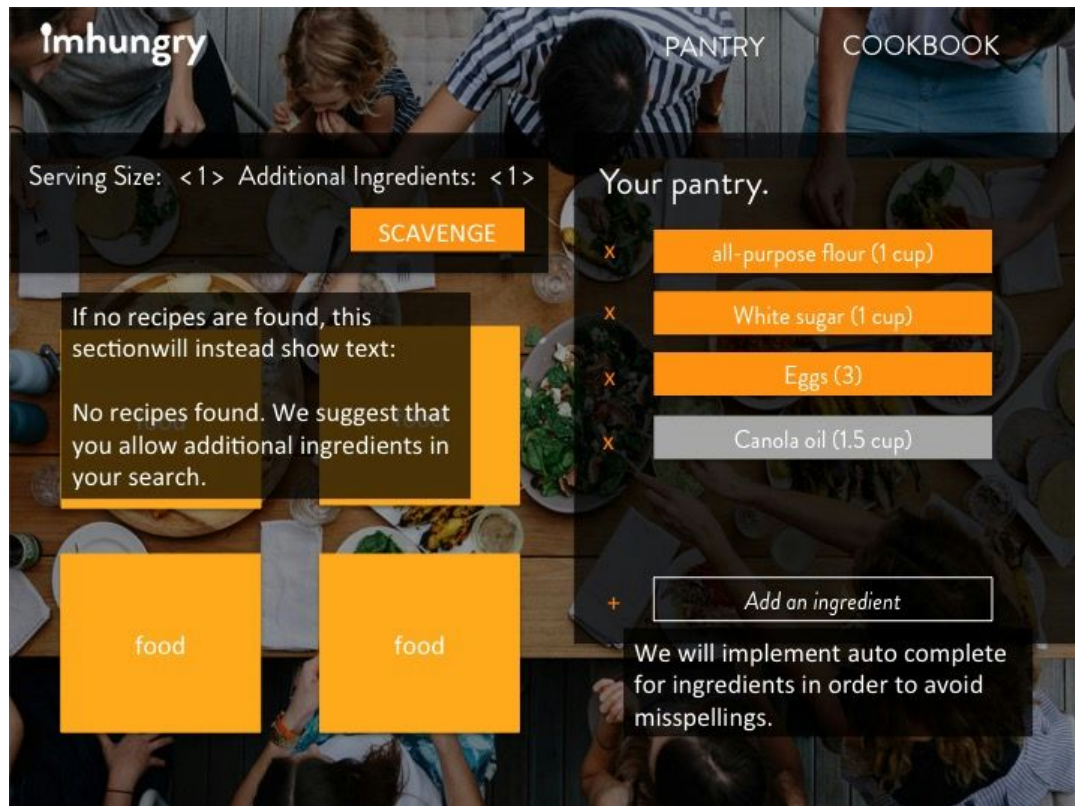 imhungry
PANTRY
COOKBOOK
Serving Size: <1> Additional Ingredients: <1>
SCAVENGE
If no recipes are found, this
sectionwill instead show text:
No recipes found. We suggest that
you allow additional ingredients in
your search.
food
food
food
food
Your pantry.
x all-purpose flour (1 cup)
x White sugar (1 cup)
x Eggs (3)
x Canola oil (1.5 cup)
+ Add an ingredient
We will implement auto complete
for ingredients in order to avoid
misspellings.